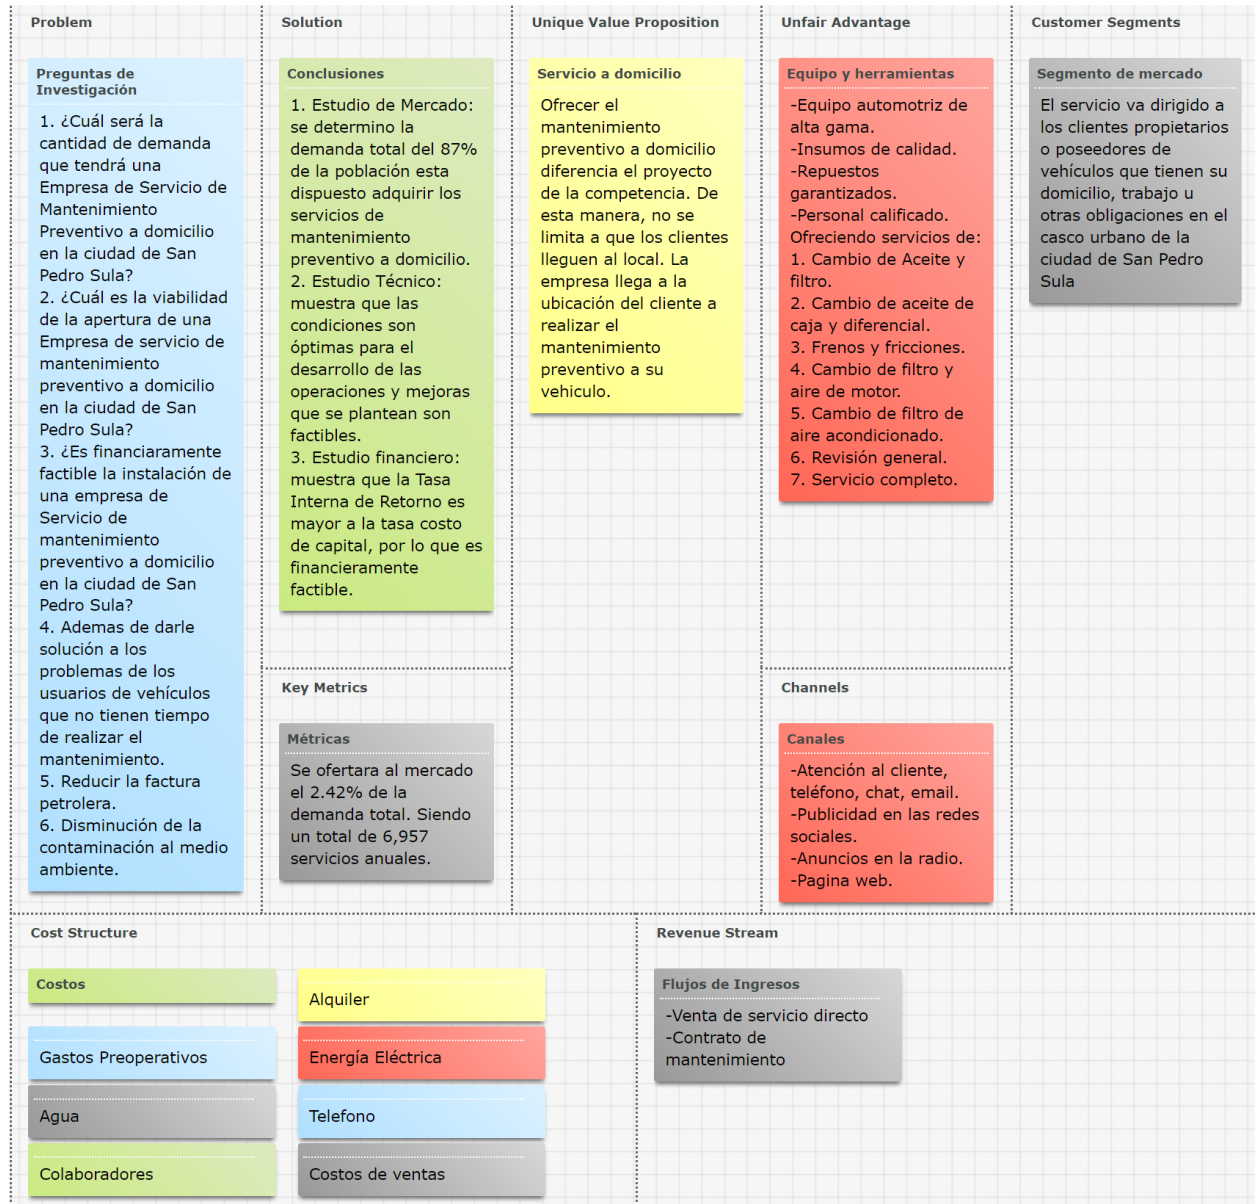 Problem
Preguntas de
Investigación
1. ¿Cuál será la
cantidad de demanda
que tendrá una
Empresa de Servicio de
Mantenimiento
Preventivo a domicilio
en la ciudad de San
Pedro Sula?
2. ¿Cuál es la viabilidad
de la apertura de una
Empresa de servicio de
mantenimiento
preventivo a domicilio
en la ciudad de San
Pedro Sula?
3. ¿Es financiaramente
factible la instalación de
una empresa de
Servicio de
mantenimiento
preventivo a domicilio
en la ciudad de San
Pedro Sula?
4. Ademas de darle
solución a los
problemas de los
usuarios de vehículos
que no tienen tiempo
de realizar el
mantenimiento.
5. Reducir la factura
petrolera.
6. Disminución de la
contaminación al medio
ambiente.
Solution
Conclusiones
1. Estudio de Mercado:
se determino la
demanda total del 87%
de la población esta
dispuesto adquirir los
servicios de
mantenimiento
preventivo a domicilio.
2. Estudio Técnico:
muestra que las
condiciones son
óptimas para el
desarrollo de las
operaciones y mejoras
que se plantean son
factibles.
3. Estudio financiero:
muestra que la Tasa
Interna de Retorno es
mayor a la tasa costo
de capital, por lo que es
financieramente
factible.
Key Metrics
Métricas
Se ofertara al mercado
el 2.42% de la
demanda total. Siendo
un total de 6,957
servicios anuales.
Unique Value Proposition
Servicio a domicilio
Ofrecer el
mantenimiento
preventivo a domicilio
diferencia el proyecto
de la competencia. De
esta manera, no se
limita a que los clientes
lleguen al local. La
empresa llega a la
ubicación del cliente a
realizar el
mantenimiento
preventivo a su
vehiculo.
Unfair Advantage
Equipo y herramientas
-Equipo automotriz de
alta gama.
-Insumos de calidad.
-Repuestos
garantizados.
-Personal calificado.
Ofreciendo servicios de:
1. Cambio de Aceite y
filtro.
2. Cambio de aceite de
caja y diferencial.
3. Frenos y fricciones.
4. Cambio de filtro y
aire de motor.
5. Cambio de filtro de
aire acondicionado.
6. Revisión general.
7. Servicio completo.
Channels
Canales
-Atención al cliente,
teléfono, chat, email.
-Publicidad en las redes
sociales.
-Anuncios en la radio.
-Pagina web.
Customer Segments
Segmento de mercado
El servicio va dirigido a
los clientes propietarios
o poseedores de
vehículos que tienen su
domicilio, trabajo u
otras obligaciones en el
casco urbano de la
ciudad de San Pedro
Sula
Cost Structure
Costos
Alquiler
Gastos Preoperativos
Energía Eléctrica
Agua
Telefono
Colaboradores
Costos de ventas
Revenue Stream
Flujos de Ingresos
-Venta de servicio directo
-Contrato de
mantenimiento